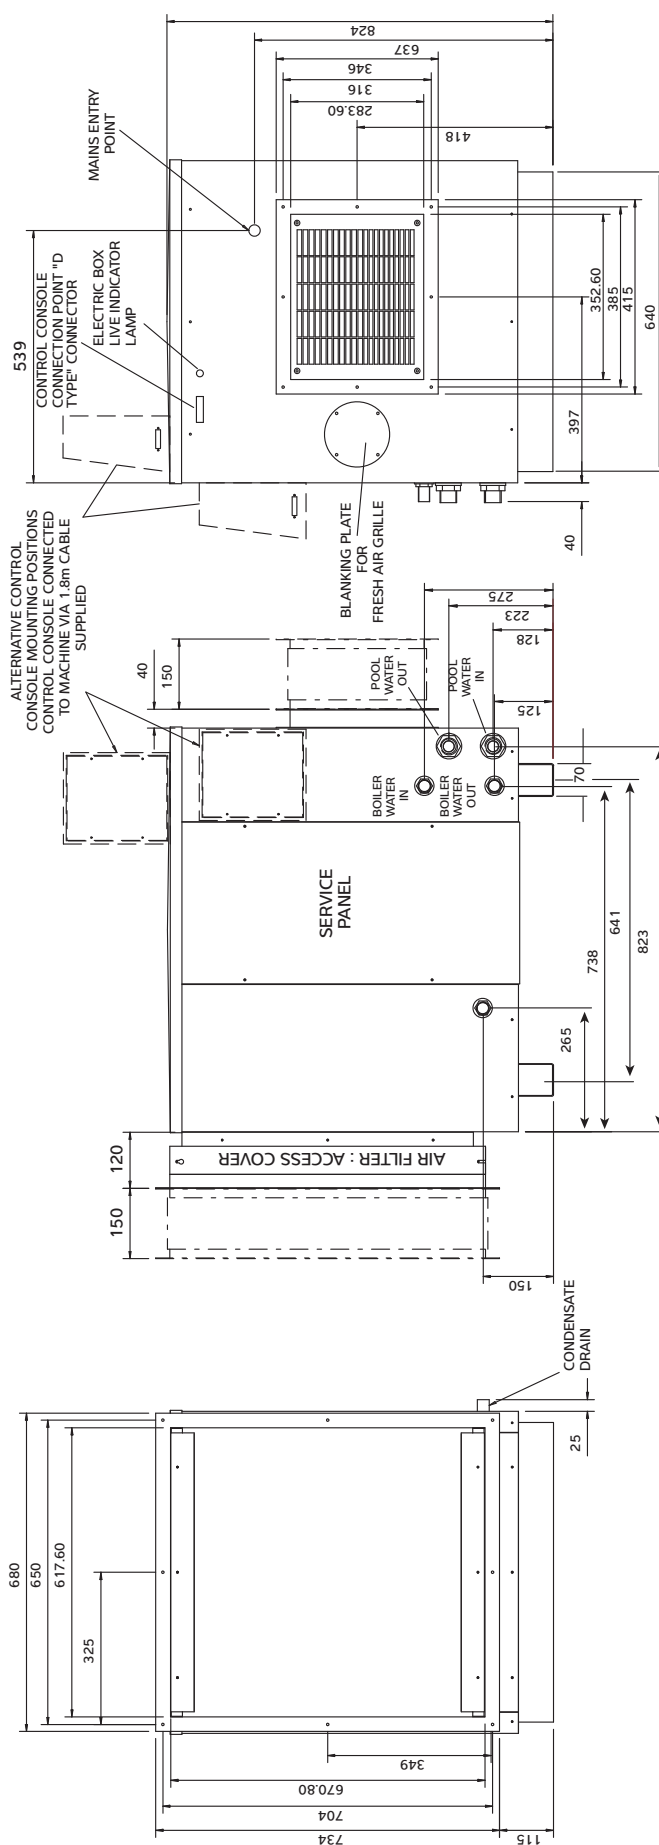 680
650
617.60
325
349
670.80
704
734
115
25
CONDENSATE
DRAIN
150
120
AIR FILTER : ACCESS COVER
150
265
738
641
823
70
SERVICE
PANEL
BOILER
WATER
IN
BOILER
WATER
OUT
POOL
WATER
OUT
POOL
WATER
IN
125
128
223
275
40
150
ALTERNATIVE CONTROL
CONSOLE MOUNTING POSITIONS
CONTROL CONSOLE CONNECTED
TO MACHINE VIA 1.8m CABLE
SUPPLIED
539
CONTROL CONSOLE
CONNECTION POINT "D
TYPE" CONNECTOR
ELECTRIC BOX
LIVE INDICATOR
LAMP
MAINS ENTRY
POINT
BLANKING PLATE
FOR
FRESH AIR GRILLE
824
637
346
316
283.60
418
352.60
385
415
640
397
40